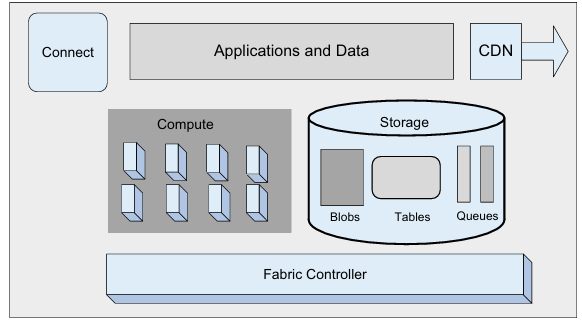 Connect
Applications and Data
CDN
Compute
Storage
Blobs
Tables
Queues
Fabric Controller